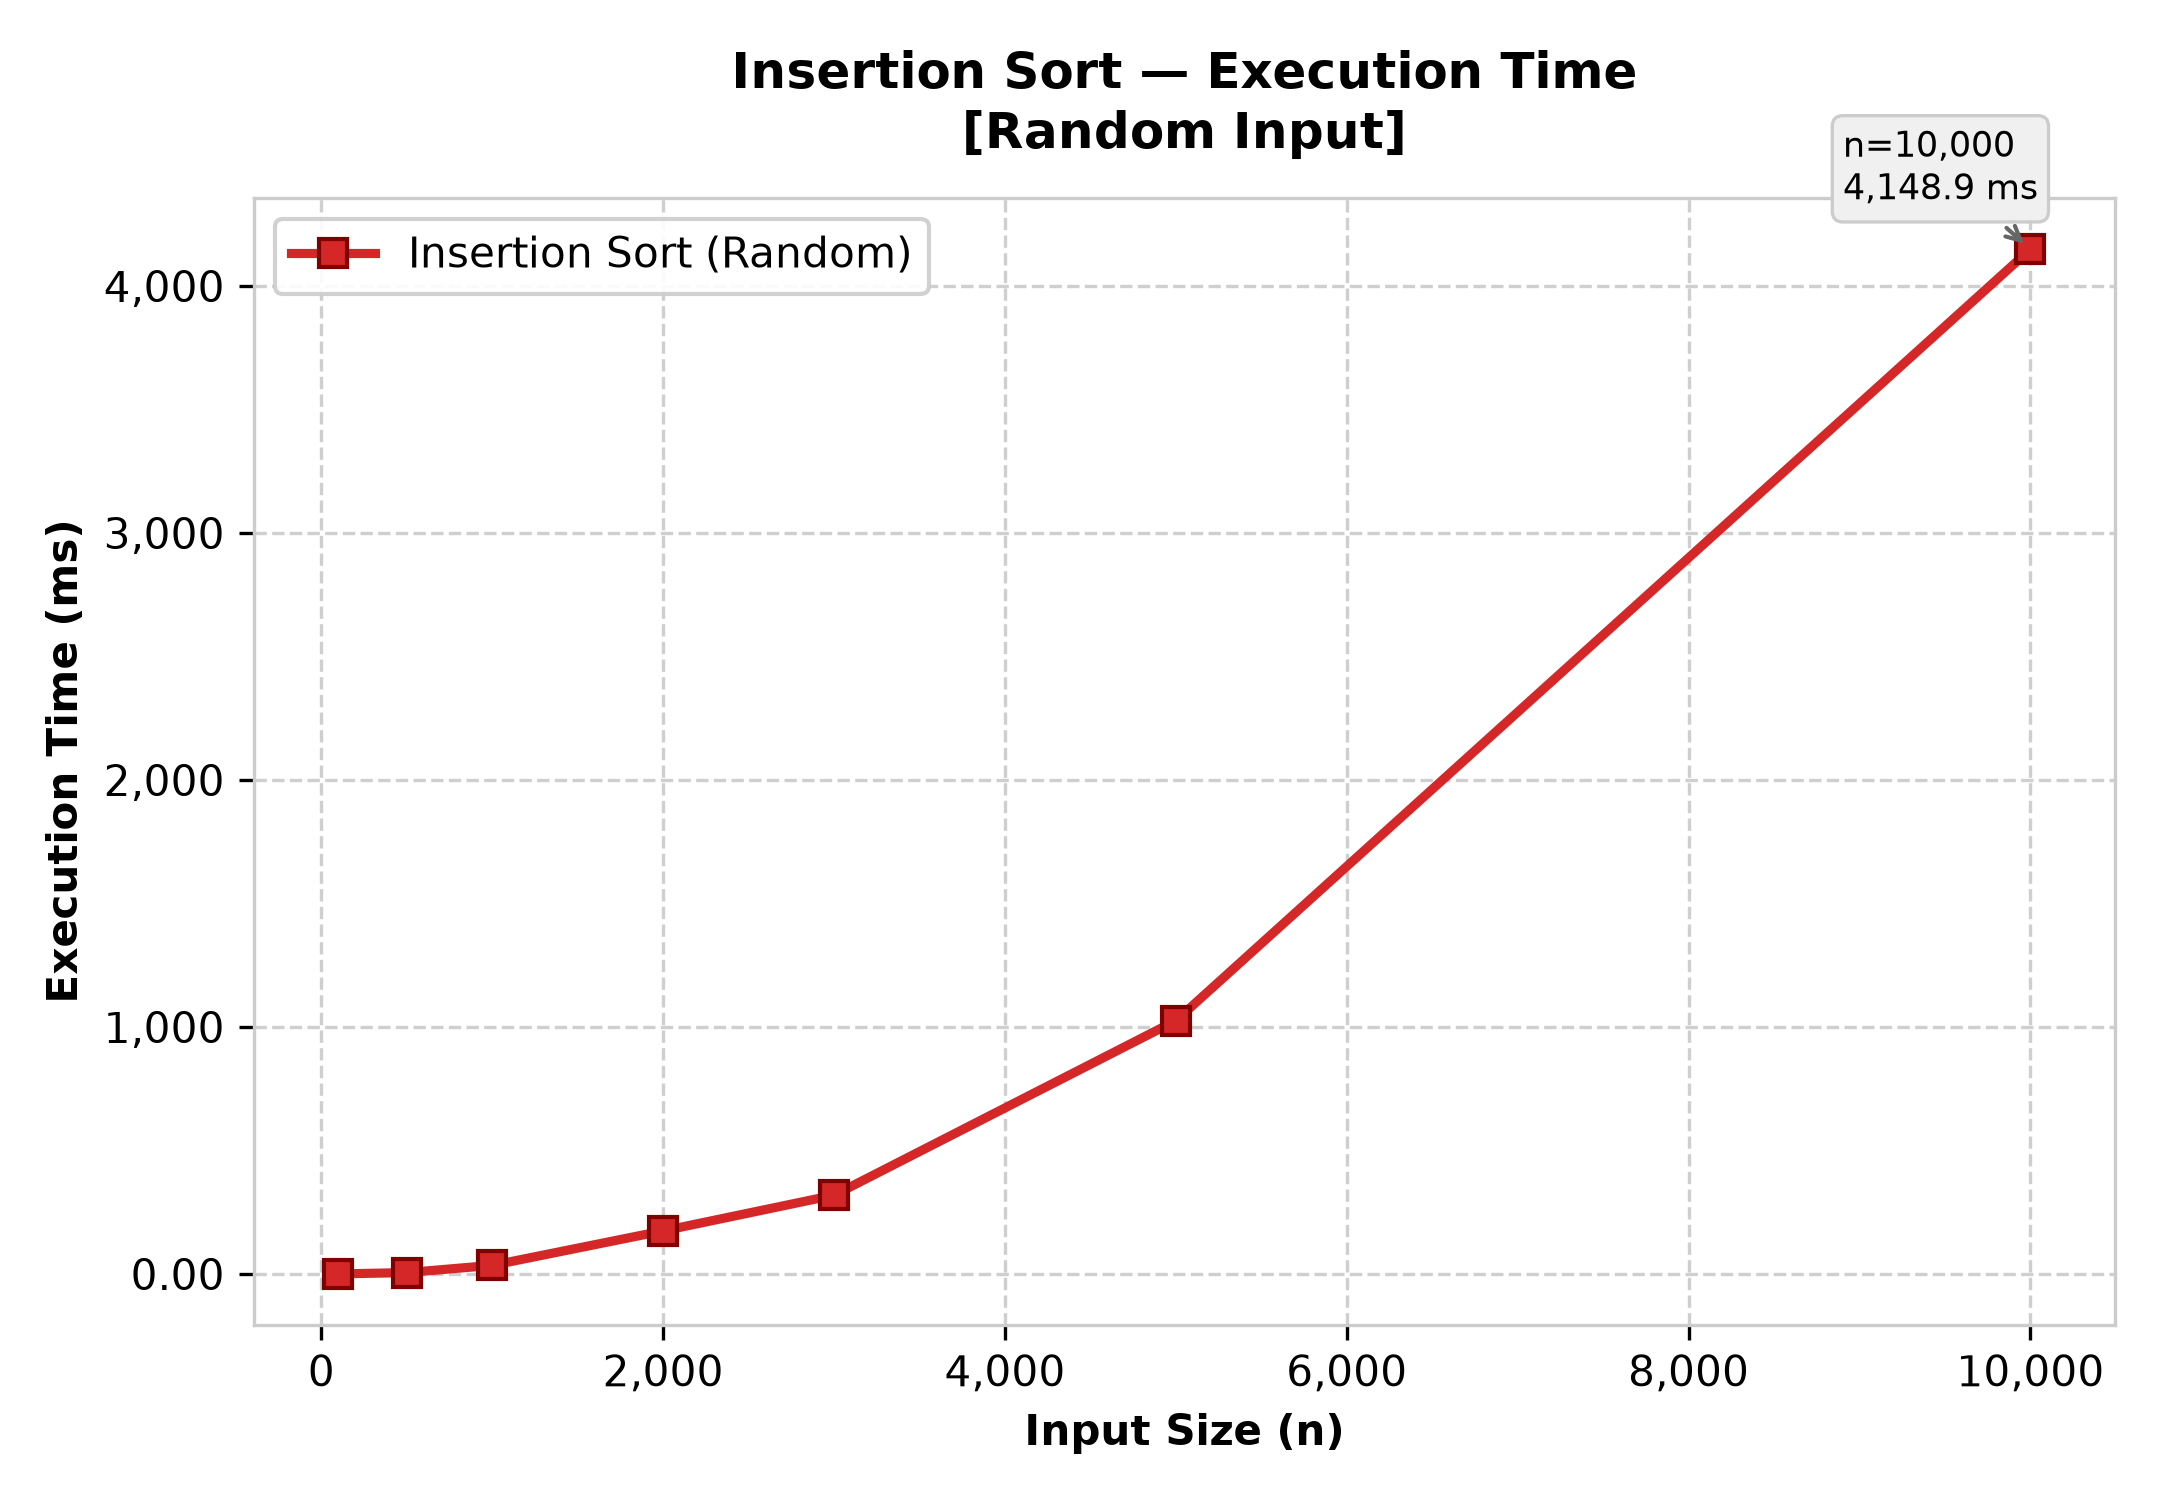 Insertion Sort — Execution Time
[Random Input]
n=10,000
4,148.9 ms
Insertion Sort (Random)
4,000
3,000
2,000
1,000
0.00
Execution Time (ms)
0
2,000
4,000
6,000
8,000
10,000
Input Size (n)